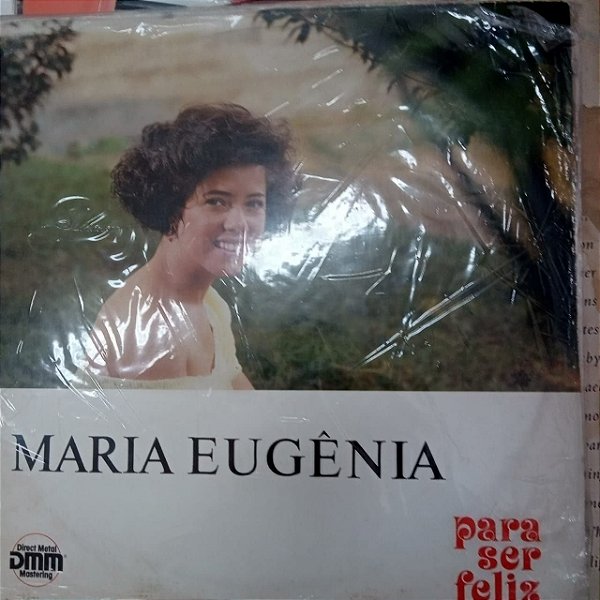 MARIA EUGÊNIA
para
ser
feliz
Direct Metal
DMM
Mastering